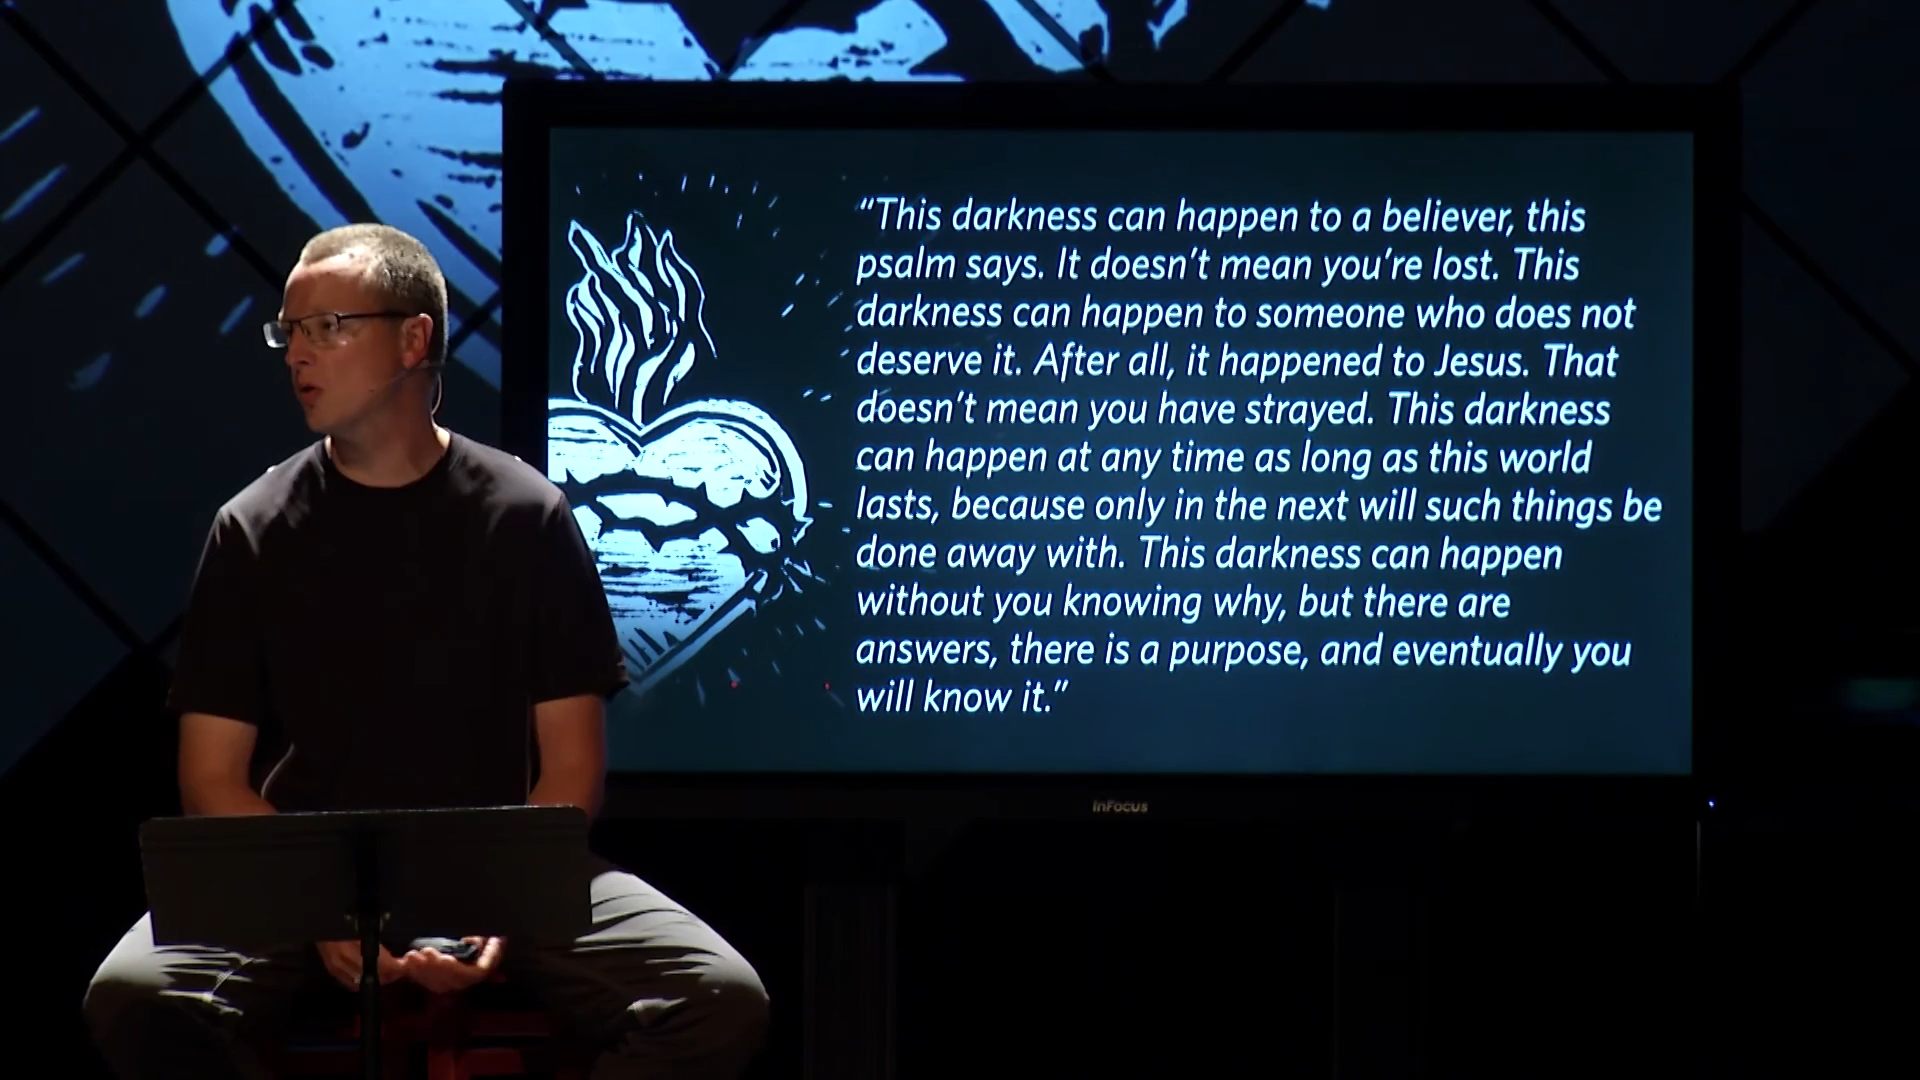 “This darkness can happen to a believer, this
psalm says. It doesn’t mean you’re lost. This
darkness can happen to someone who does not
deserve it. After all, it happened to Jesus. That
doesn’t mean you have strayed. This darkness
can happen at any time as long as this world
lasts, because only in the next will such things be
done away with. This darkness can happen
without you knowing why, but there are
answers, there is a purpose, and eventually you
will know it.”
InFocus